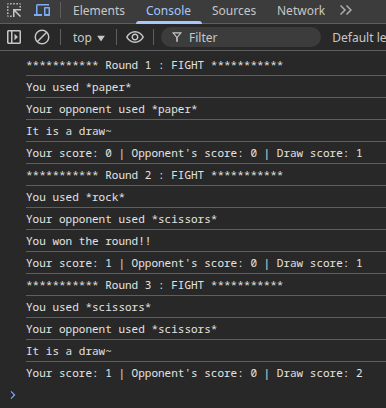 Elements Console Sources Network
top Filter Default le
*********** Round 1 : FIGHT ***********
You used *paper*
Your opponent used *paper*
It is a draw~
Your score: 0 | Opponent's score: 0 | Draw score: 1
*********** Round 2 : FIGHT ***********
You used *rock*
Your opponent used *scissors*
You won the round!!
Your score: 1 | Opponent's score: 0 | Draw score: 1
*********** Round 3 : FIGHT ***********
You used *scissors*
Your opponent used *scissors*
It is a draw~
Your score: 1 | Opponent's score: 0 | Draw score: 2